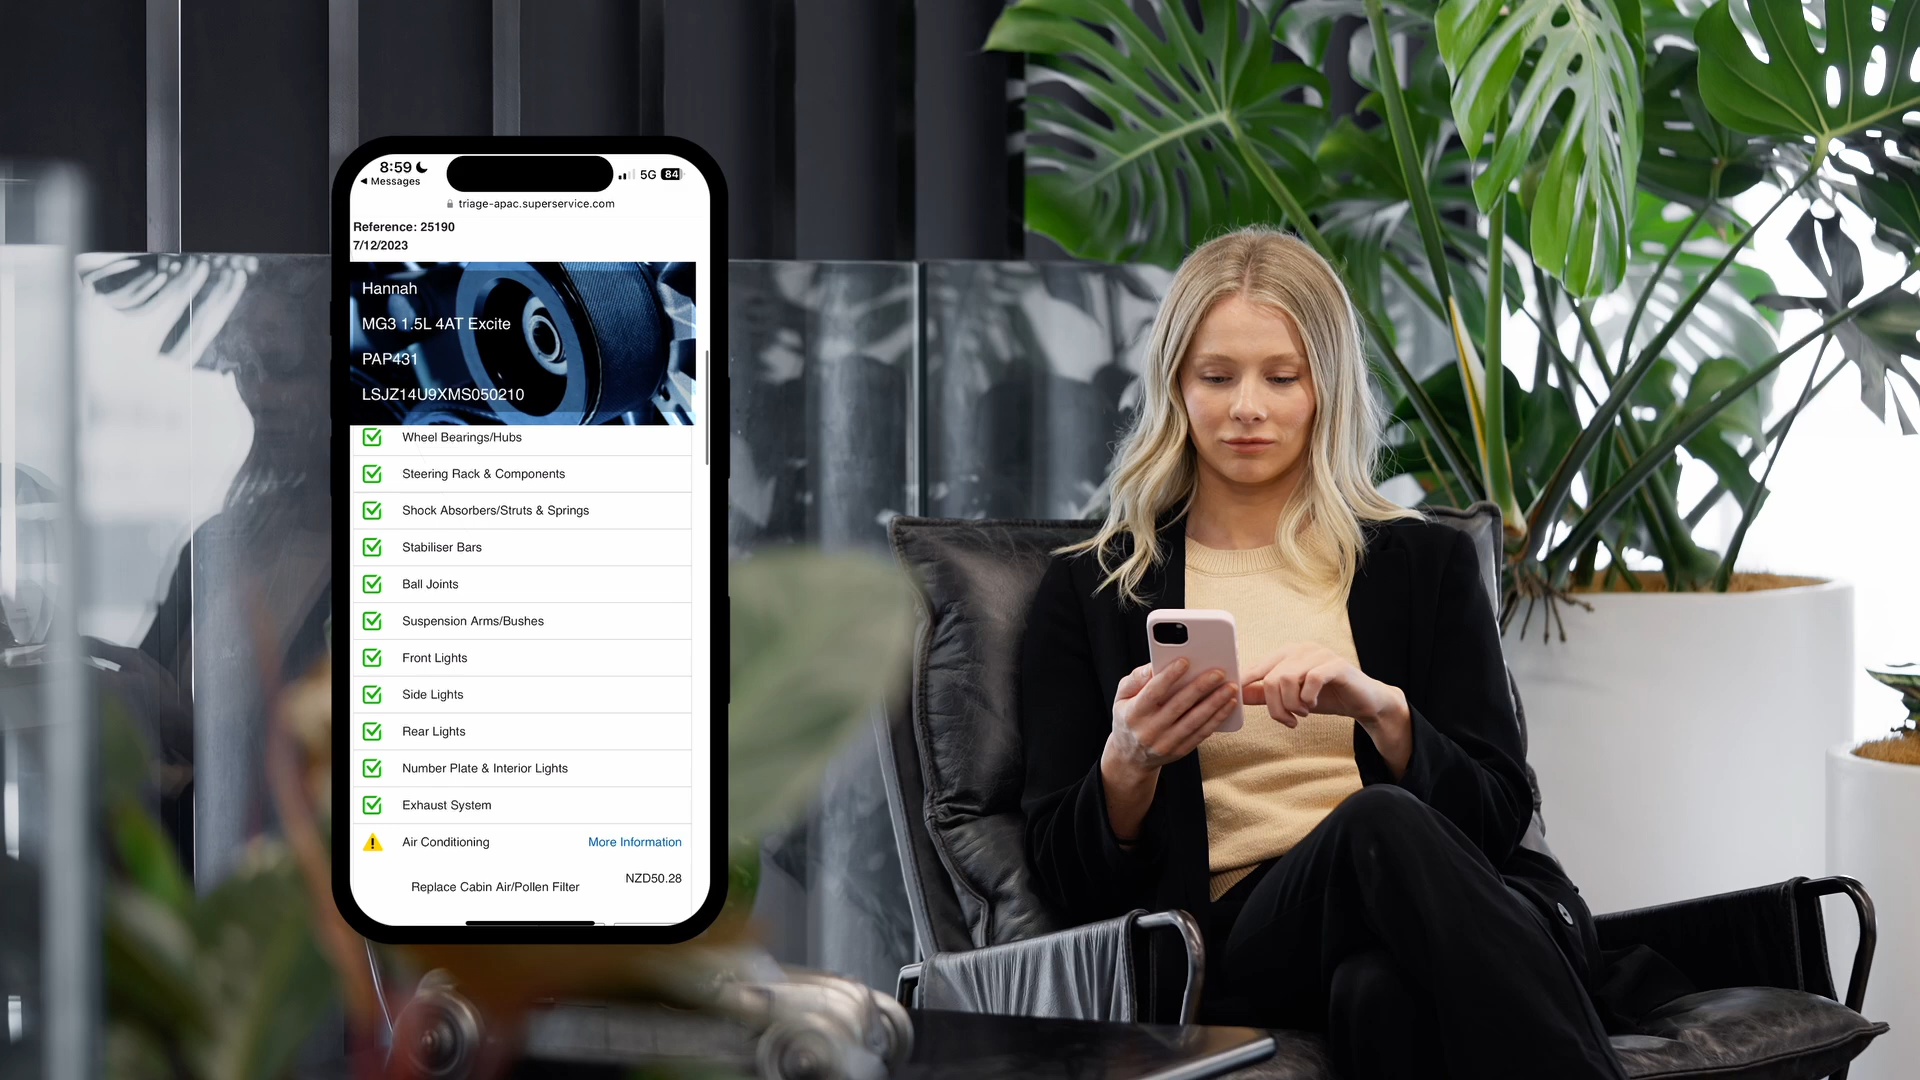 8:59
5G 84
◀ Messages
triage-apac.superservice.com
Reference: 25190
7/12/2023
Hannah
MG3 1.5L 4AT Excite
PAP431
LSJZ14U9XMS050210
Wheel Bearings/Hubs
Steering Rack & Components
Shock Absorbers/Struts & Springs
Stabiliser Bars
Ball Joints
Suspension Arms/Bushes
Front Lights
Side Lights
Rear Lights
Number Plate & Interior Lights
Exhaust System
Air Conditioning More Information
Replace Cabin Air/Pollen Filter NZD50.28